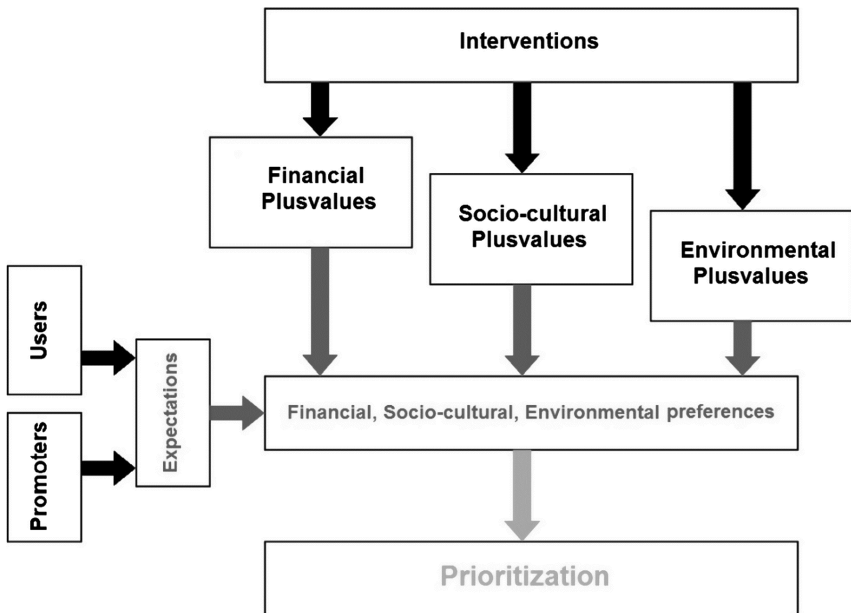 Interventions
Financial
Plusvalues
Socio-cultural
Plusvalues
Environmental
Plusvalues
Users
Promoters
Expectations
Financial, Socio-cultural, Environmental preferences
Prioritization